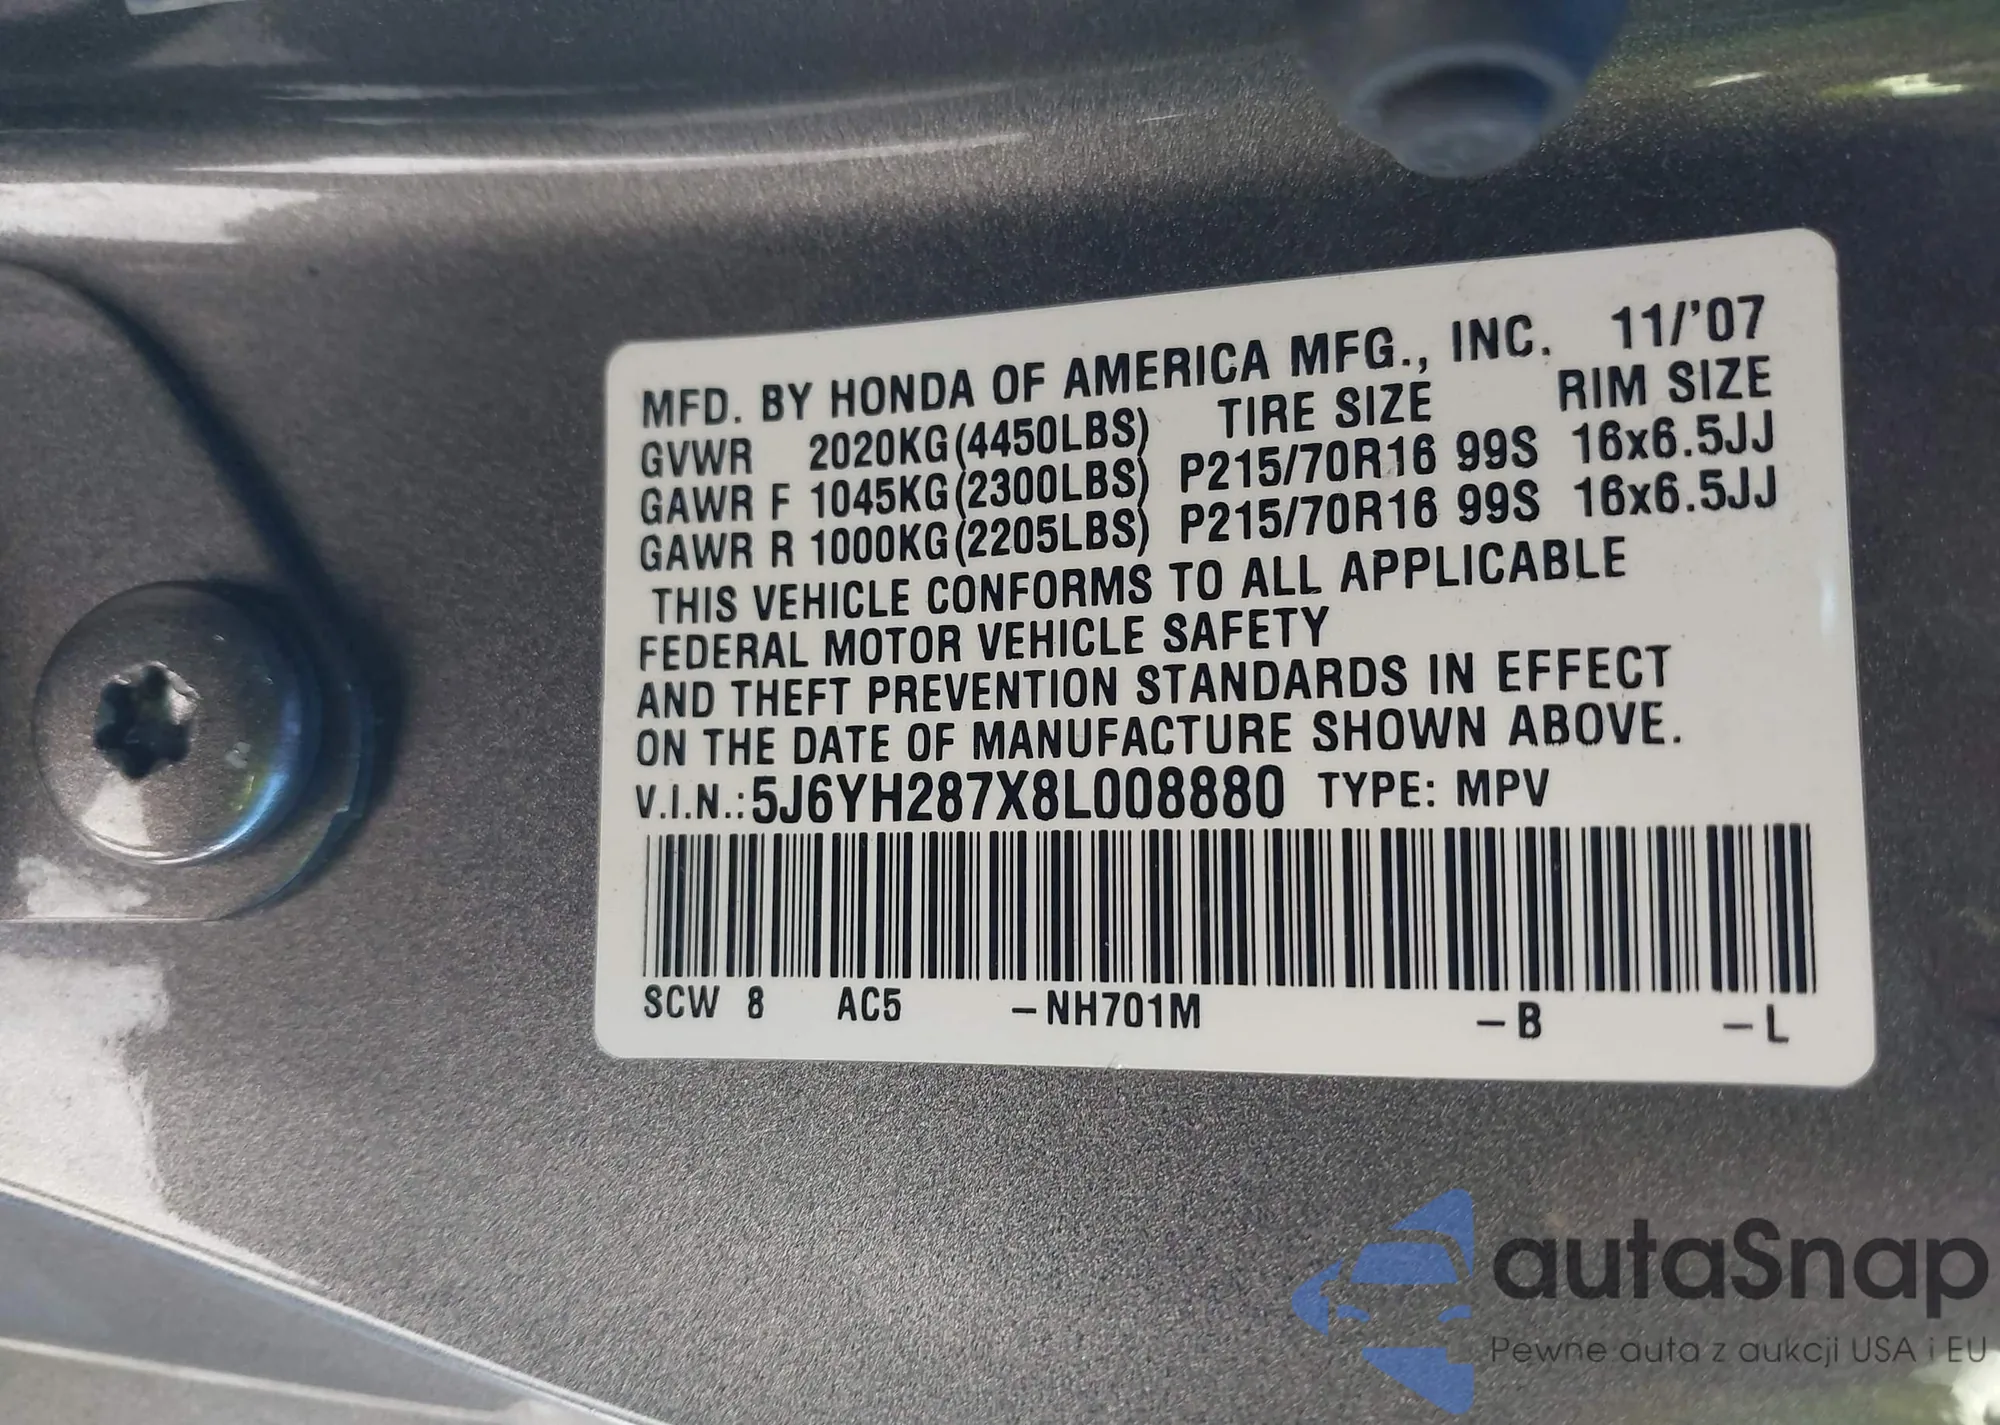 MFD. BY HONDA OF AMERICA MFG., INC. 11/'07
GVWR 2020KG(4450LBS) TIRE SIZE RIM SIZE
GAWR F 1045KG(2300LBS) P215/70R16 99S 16x6.5JJ
GAWR R 1000KG(2205LBS) P215/70R16 99S 16x6.5JJ
THIS VEHICLE CONFORMS TO ALL APPLICABLE
FEDERAL MOTOR VEHICLE SAFETY
AND THEFT PREVENTION STANDARDS IN EFFECT
ON THE DATE OF MANUFACTURE SHOWN ABOVE.
V.I.N.:5J6YH287X8L008880 TYPE: MPV
SCW 8 AC5 –NH701M –B –L
autaSnap
Pewne auta z aukcji USA i EU